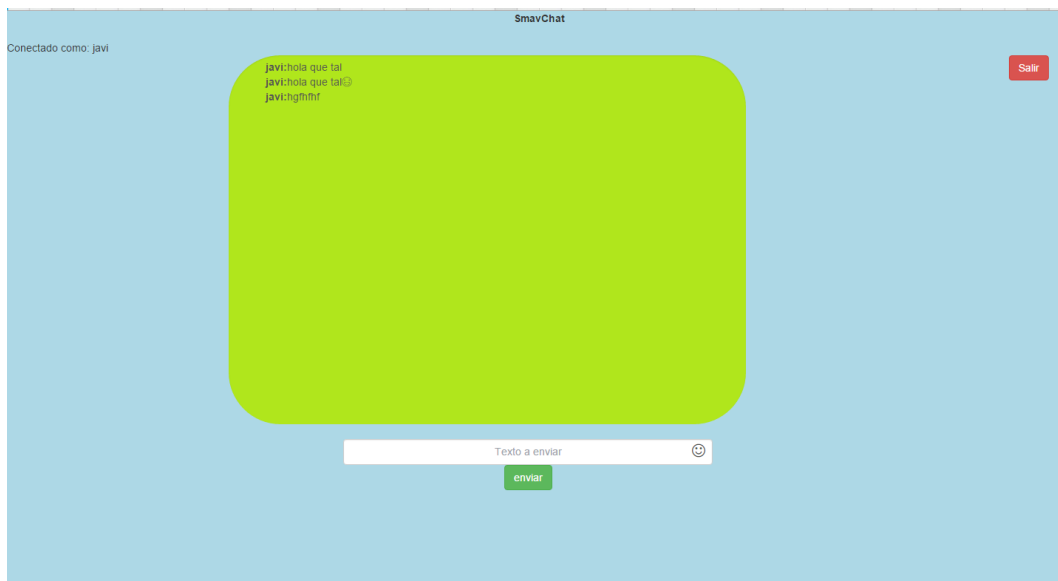 SmavChat
Conectado como: javi
Salir
javi:hola que tal
javi:hola que tal☺
javi:hgfhfhf
Texto a enviar
enviar